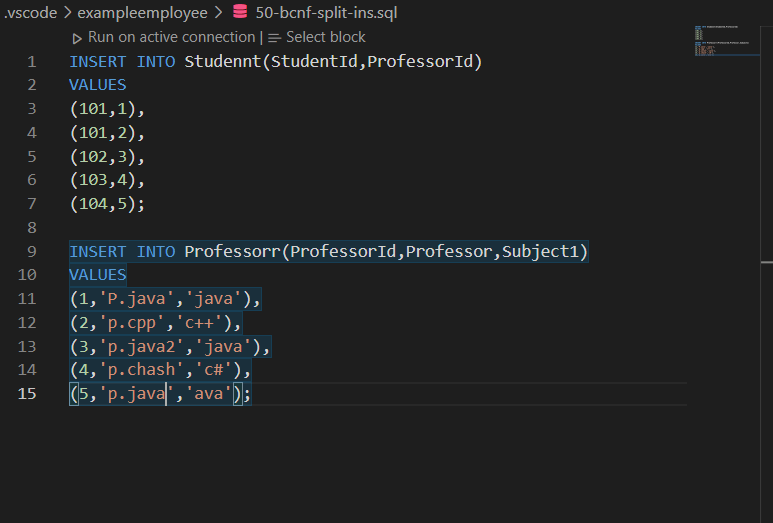 .vscode > exampleemployee > 50-bcnf-split-ins.sql
Run on active connection | Select block
1 INSERT INTO Studennt(StudentId,ProfessorId)
2 VALUES
3 (101,1),
4 (101,2),
5 (102,3),
6 (103,4),
7 (104,5);
8
9 INSERT INTO Professorr(ProfessorId,Professor,Subject1)
10 VALUES
11 (1,'P.java','java'),
12 (2,'p.cpp','c++'),
13 (3,'p.java2','java'),
14 (4,'p.chash','c#'),
15 (5,'p.java','ava');